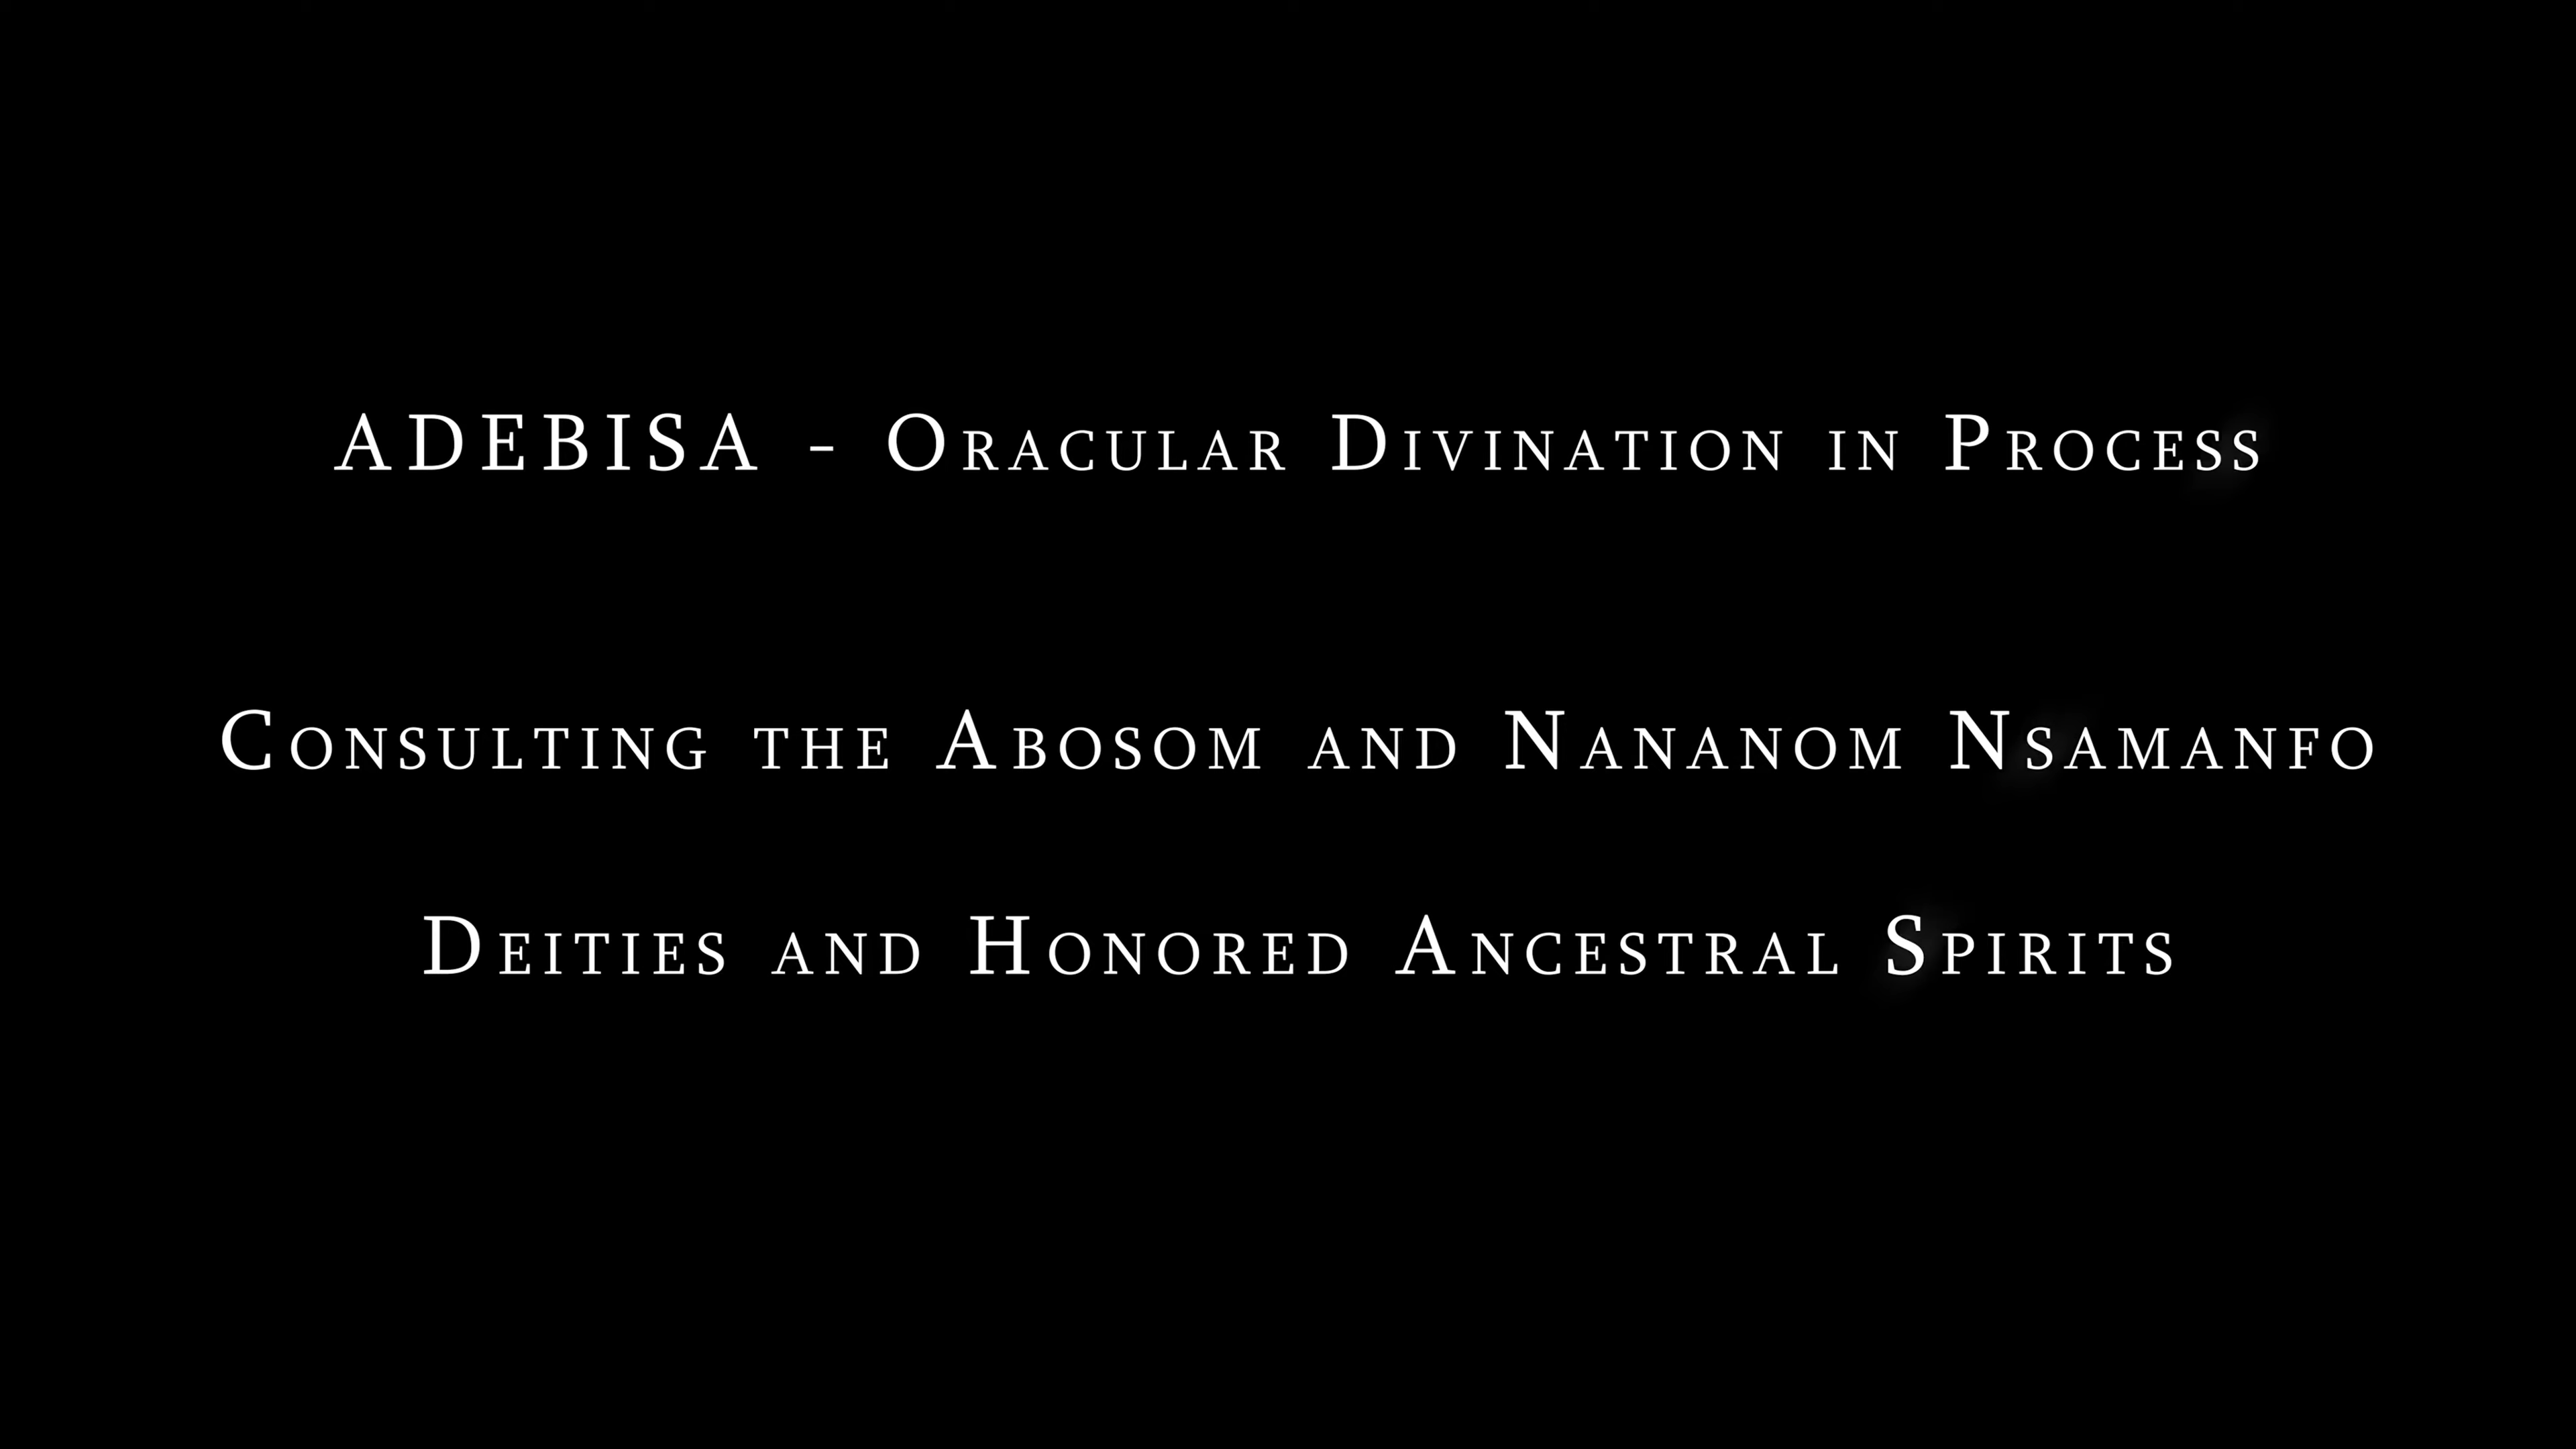 ADEBISA - Oracular Divination in Process
Consulting the Abosom and Nananom Nsamanfo
Deities and Honored Ancestral Spirits